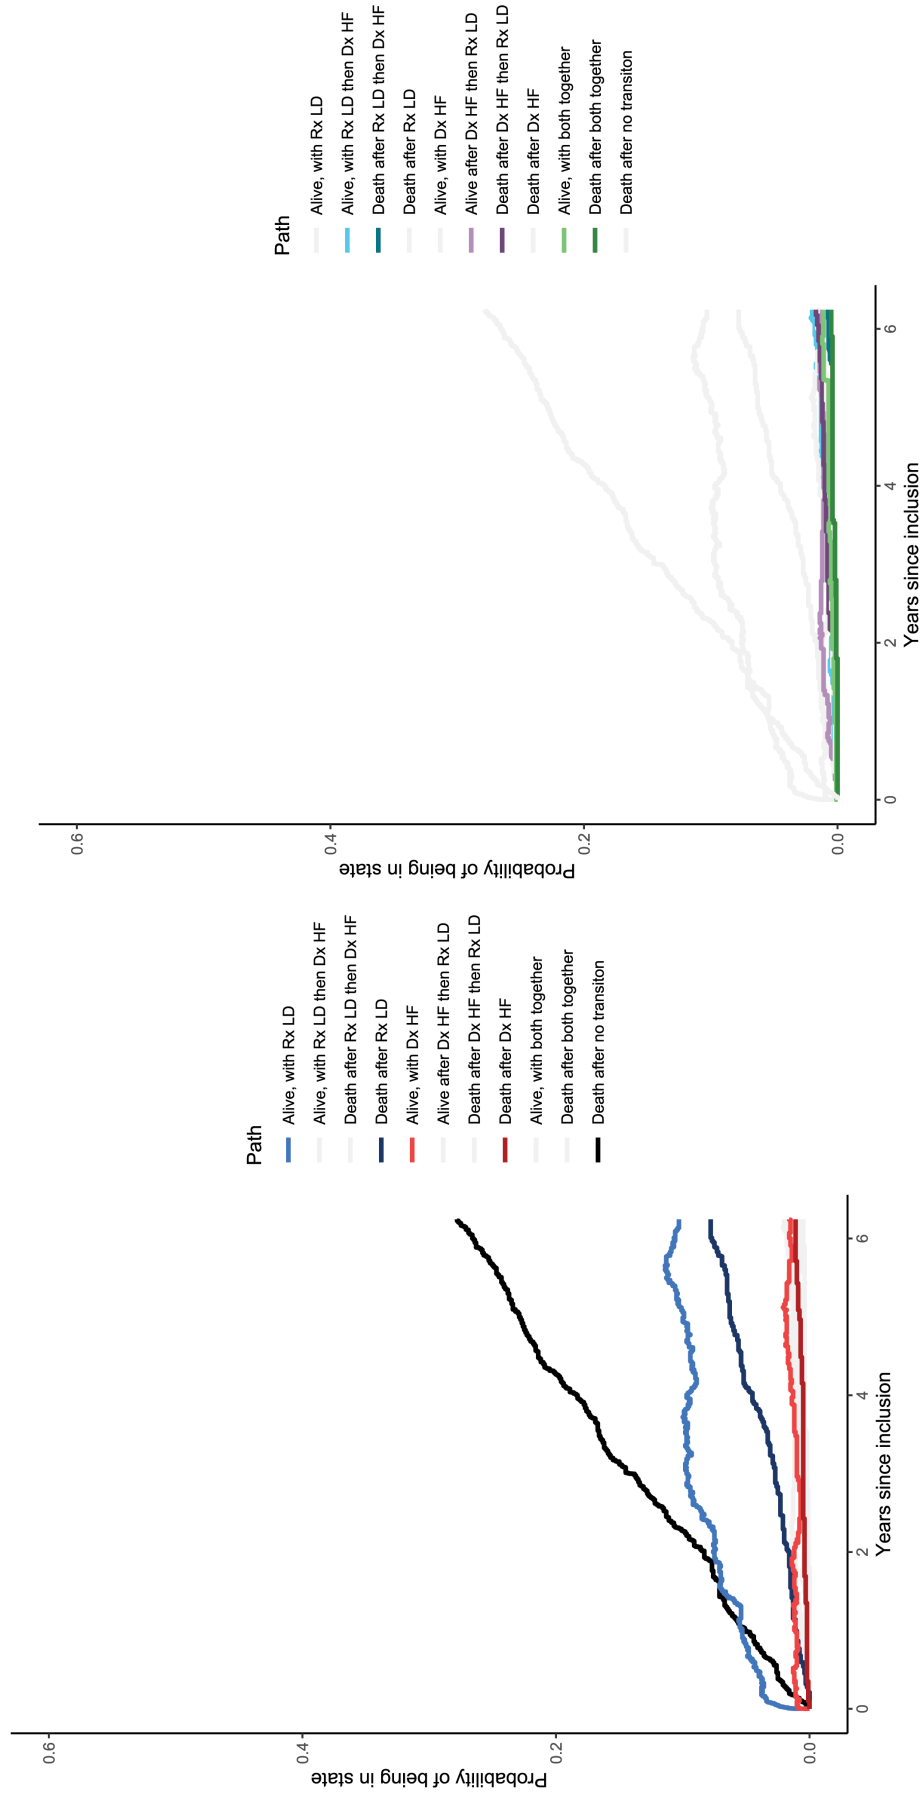 Path
Alive, with Rx LD
Alive, with Rx LD then Dx HF
Death after Rx LD then Dx HF
Death after Rx LD
Alive, with Dx HF
Alive after Dx HF then Rx LD
Death after Dx HF then Rx LD
Death after Dx HF
Alive, with both together
Death after both together
Death after no transiton
Probability of being in state
0.6
0.4
0.2
0.0
0
2
4
6
Years since inclusion
Path
Alive, with Rx LD
Alive, with Rx LD then Dx HF
Death after Rx LD then Dx HF
Death after Rx LD
Alive, with Dx HF
Alive after Dx HF then Rx LD
Death after Dx HF then Rx LD
Death after Dx HF
Alive, with both together
Death after both together
Death after no transiton
Probability of being in state
0.6
0.4
0.2
0.0
0
2
4
6
Years since inclusion